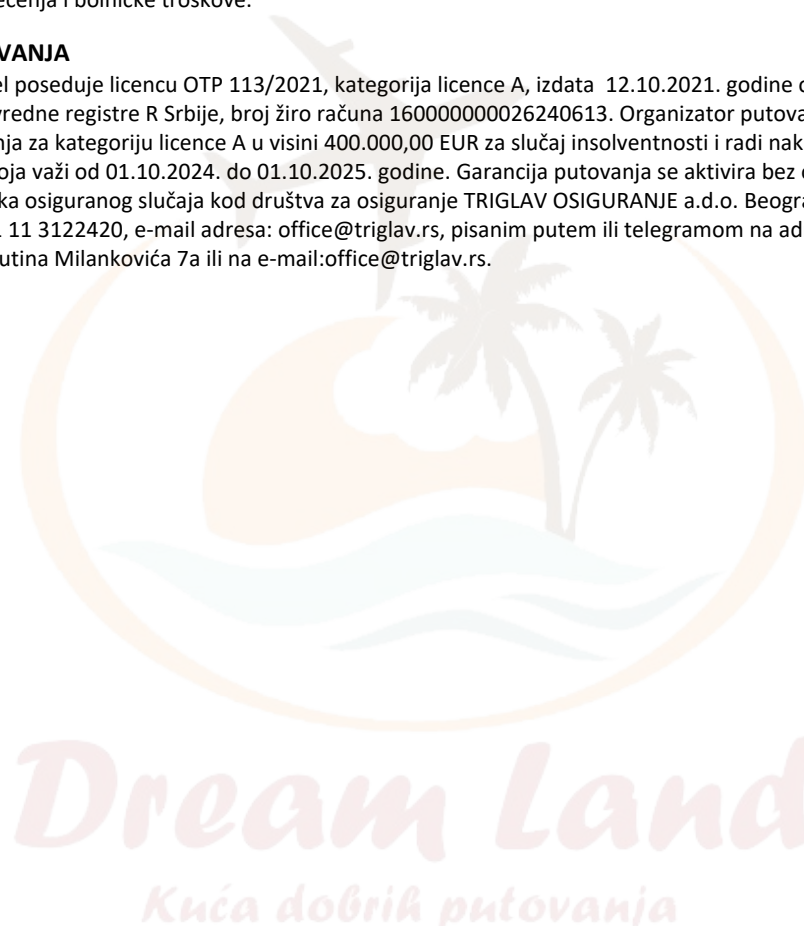 ečenja i bolničke troškove.
VANJA
el poseduje licencu OTP 113/2021, kategorija licence A, izdata 12.10.2021. godine o
vredne registre R Srbije, broj žiro računa 160000000026240613. Organizator putova
nja za kategoriju licence A u visini 400.000,00 EUR za slučaj insolventnosti i radi nak
oja važi od 01.10.2024. do 01.10.2025. godine. Garancija putovanja se aktivira bez
ka osiguranog slučaja kod društva za osiguranje TRIGLAV OSIGURANJE a.d.o. Beogra
11 3122420, e-mail adresa: office@triglav.rs, pisanim putem ili telegramom na ad
utina Milankovića 7a ili na e-mail:office@triglav.rs.
Dream Land
Kuća dobrih putovanja